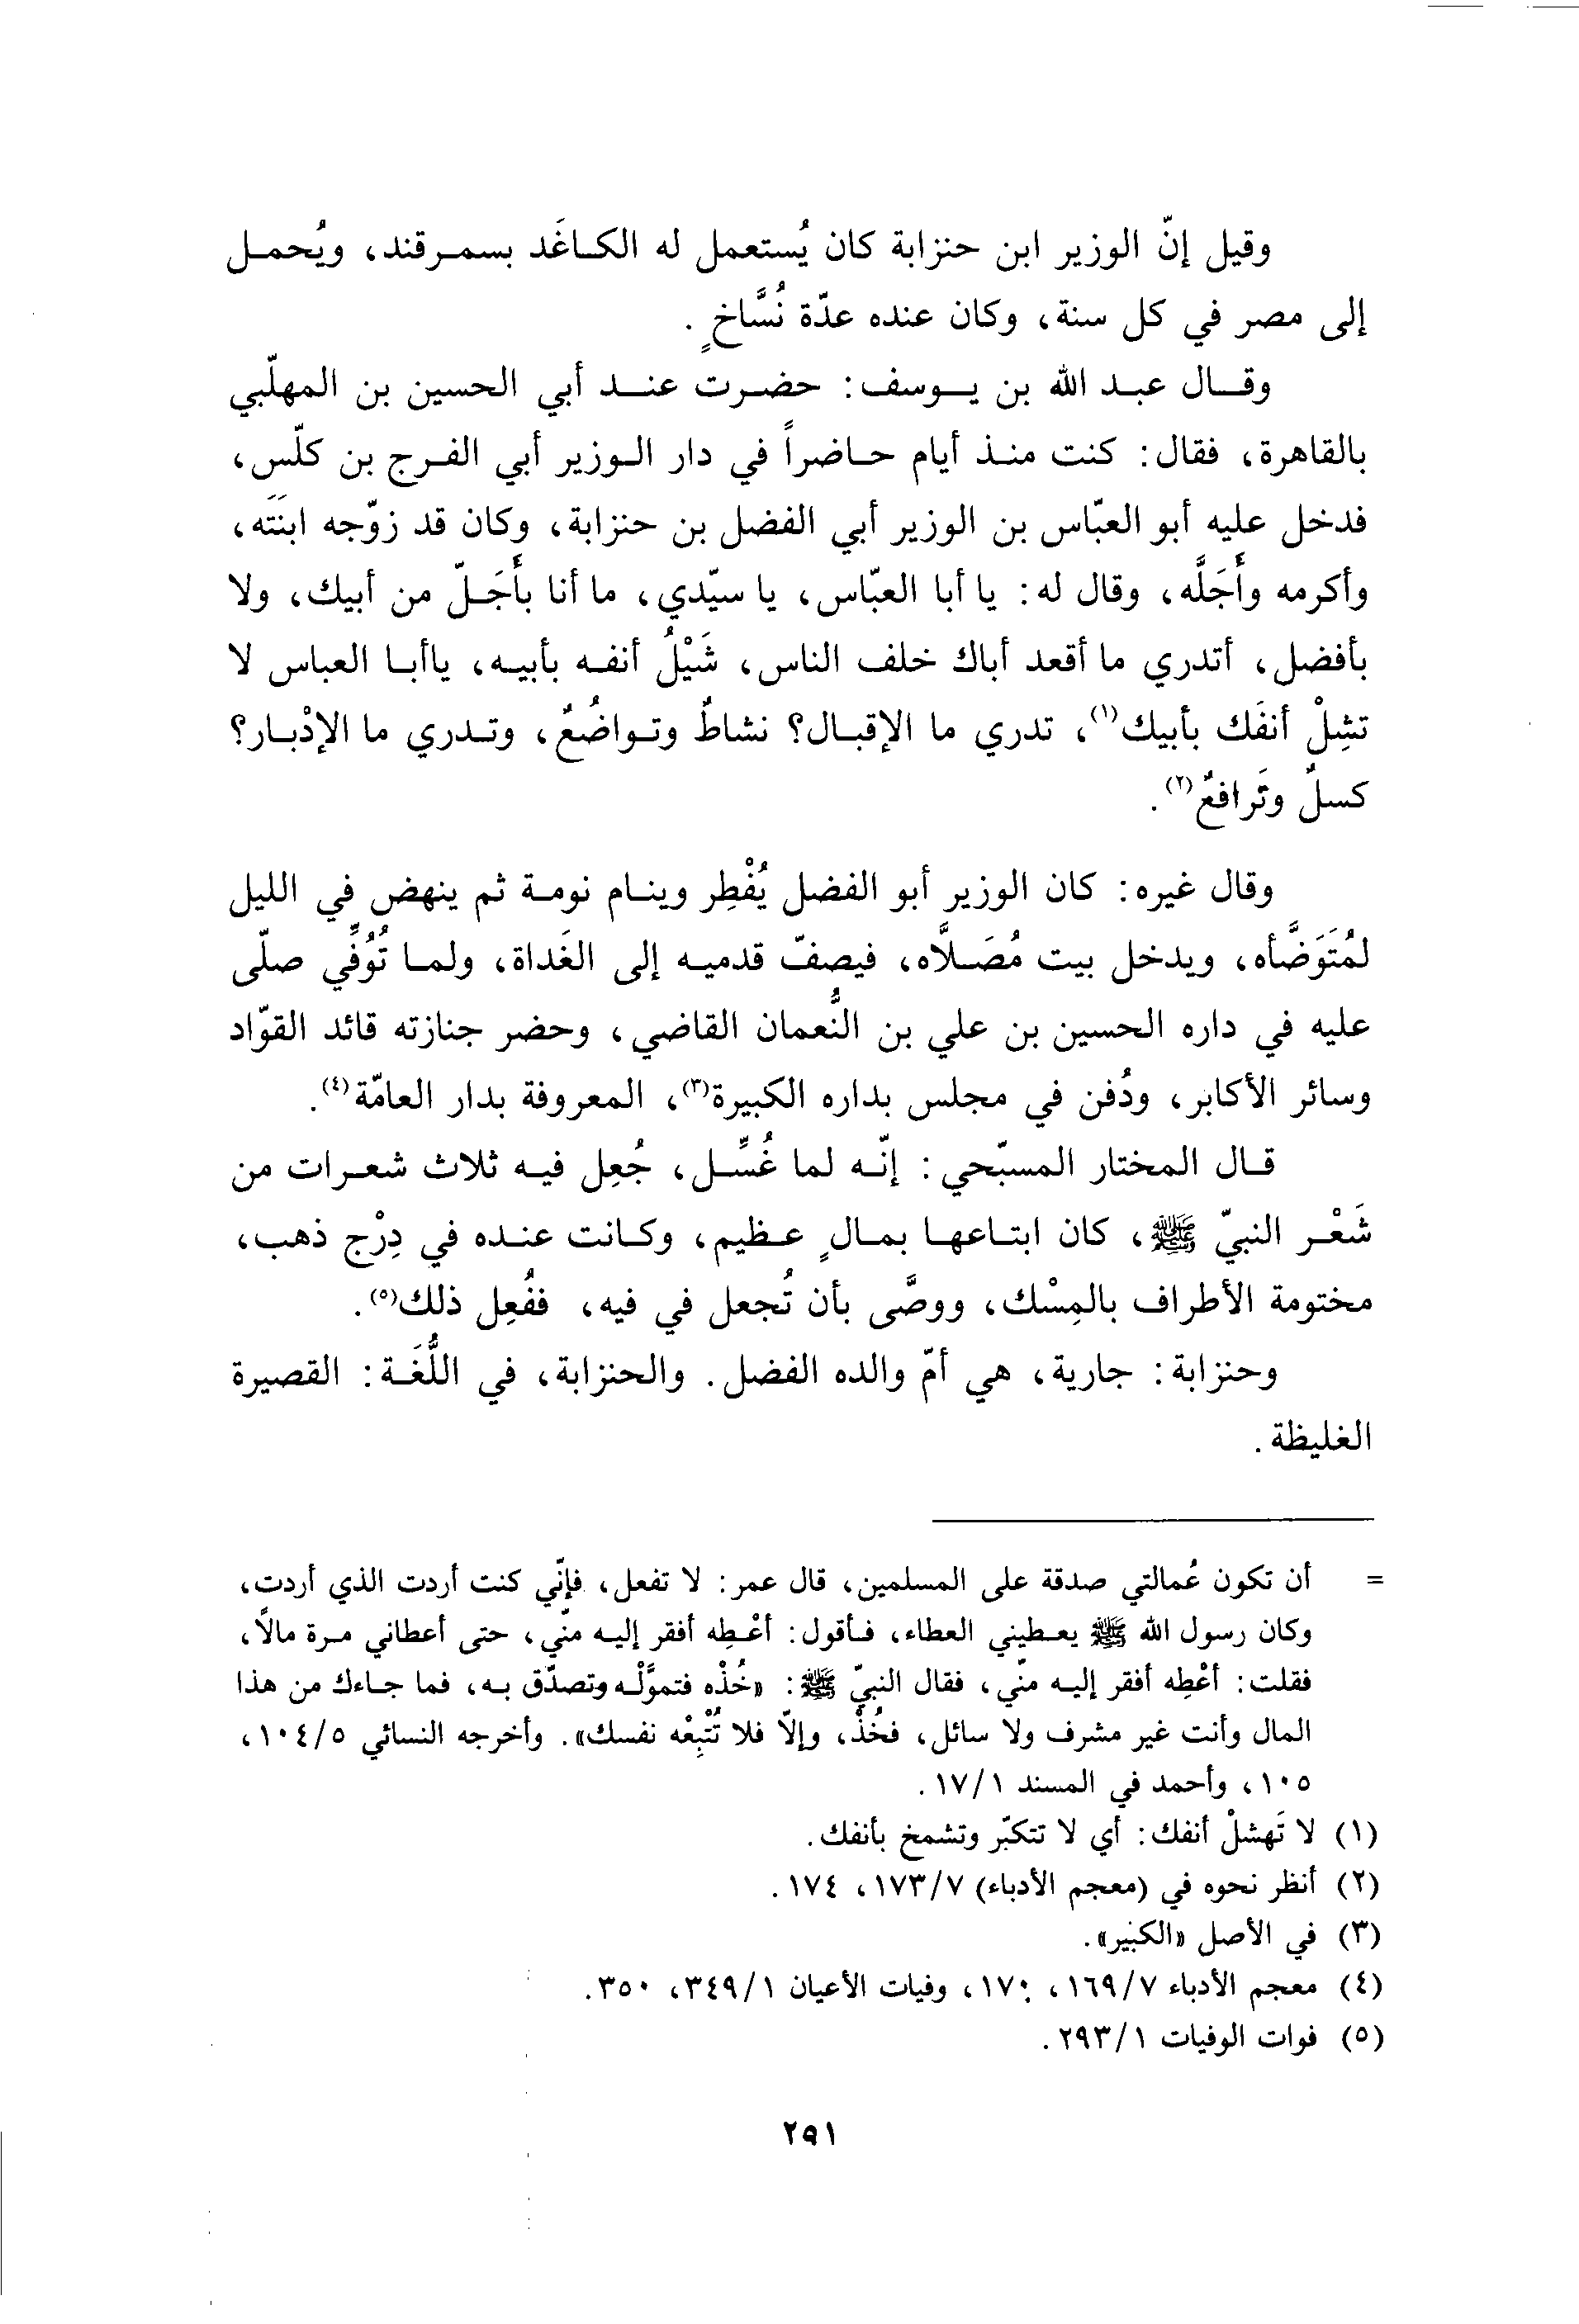 وقيل إنّ الوزير ابن حنزابة كان يُستعمل له الكاغَد بسمرقند، ويُحمل
إلى مصر في كل سنة، وكان عنده عدّة نُسَّاخٍ.
وقال عبد الله بن يوسف: حضرت عند أبي الحسين بن المهلّبي
بالقاهرة، فقال: كنت منذ أيام حاضراً في دار الوزير أبي الفرج بن كلّس،
فدخل عليه أبو العبّاس بن الوزير أبي الفضل بن حنزابة، وكان قد زوّجه ابنَتَه،
وأكرمه وأَجَلَّه، وقال له: يا أبا العبّاس، يا سيّدي، ما أنا بأَجَلّ من أبيك، ولا
بأفضل، أتدري ما أقعد أباك خلف الناس، شَيْلُ أنفه بأبيه، ياأبا العباس لا
تشِلْ أنفَك بأبيك(١)، تدري ما الإقبال؟ نشاطٌ وتواضُعٌ، وتدري ما الإدْبار؟
كسلٌ وتَرافعٌ(٢).
وقال غيره: كان الوزير أبو الفضل يُفْطِر وينام نومة ثم ينهض في الليل
لمُتَوَضَّأه، ويدخل بيت مُصَلاَّه، فيصفّ قدميه إلى الغَداة، ولما تُوُفِّي صلّى
عليه في داره الحسين بن علي بن النُّعمان القاضي، وحضر جنازته قائد القوّاد
وسائر الأكابر، ودُفن في مجلس بداره الكبيرة(٣)، المعروفة بدار العامّة(٤).
قال المختار المسبّحي: إنّه لما غُسِّل، جُعِل فيه ثلاث شعرات من
شَعْر النبيّ ﷺ، كان ابتاعها بمالٍ عظيم، وكانت عنده في دِرْج ذهب،
مختومة الأطراف بالمِسْك، ووصَّى بأن تُجعل في فيه، ففُعِل ذلك(٥).
وحنزابة: جارية، هي أمّ والده الفضل. والحنزابة، في اللُّغَة: القصيرة
الغليظة.
= أن تكون عُمالتي صدقة على المسلمين، قال عمر: لا تفعل، فإنّي كنت أردت الذي أردت،
وكان رسول الله ﷺ يعطيني العطاء، فأقول: أعْطِه أفقر إليه منّي، حتى أعطاني مرة مالًا،
فقلت: أعْطِه أفقر إليه منّي، فقال النبيّ ﷺ: «خُذْه فتموَّلْه وتصدّق به، فما جاءك من هذا
المال وأنت غير مشرف ولا سائل، فخُذْ، وإلّا فلا تُتْبِعْه نفسك». وأخرجه النسائي ١٠٤/٥،
١٠٥، وأحمد في المسند ١٧/١.
(١) لا تَهشلْ أنفك: أي لا تتكبّر وتشمخ بأنفك.
(٢) أنظر نحوه في (معجم الأدباء) ١٧٣/٧، ١٧٤.
(٣) في الأصل «الكبير».
(٤) معجم الأدباء ١٦٩/٧، ١٧٠، وفيات الأعيان ٣٤٩/١، ٣٥٠.
(٥) فوات الوفيات ٢٩٣/١.
٢٩١